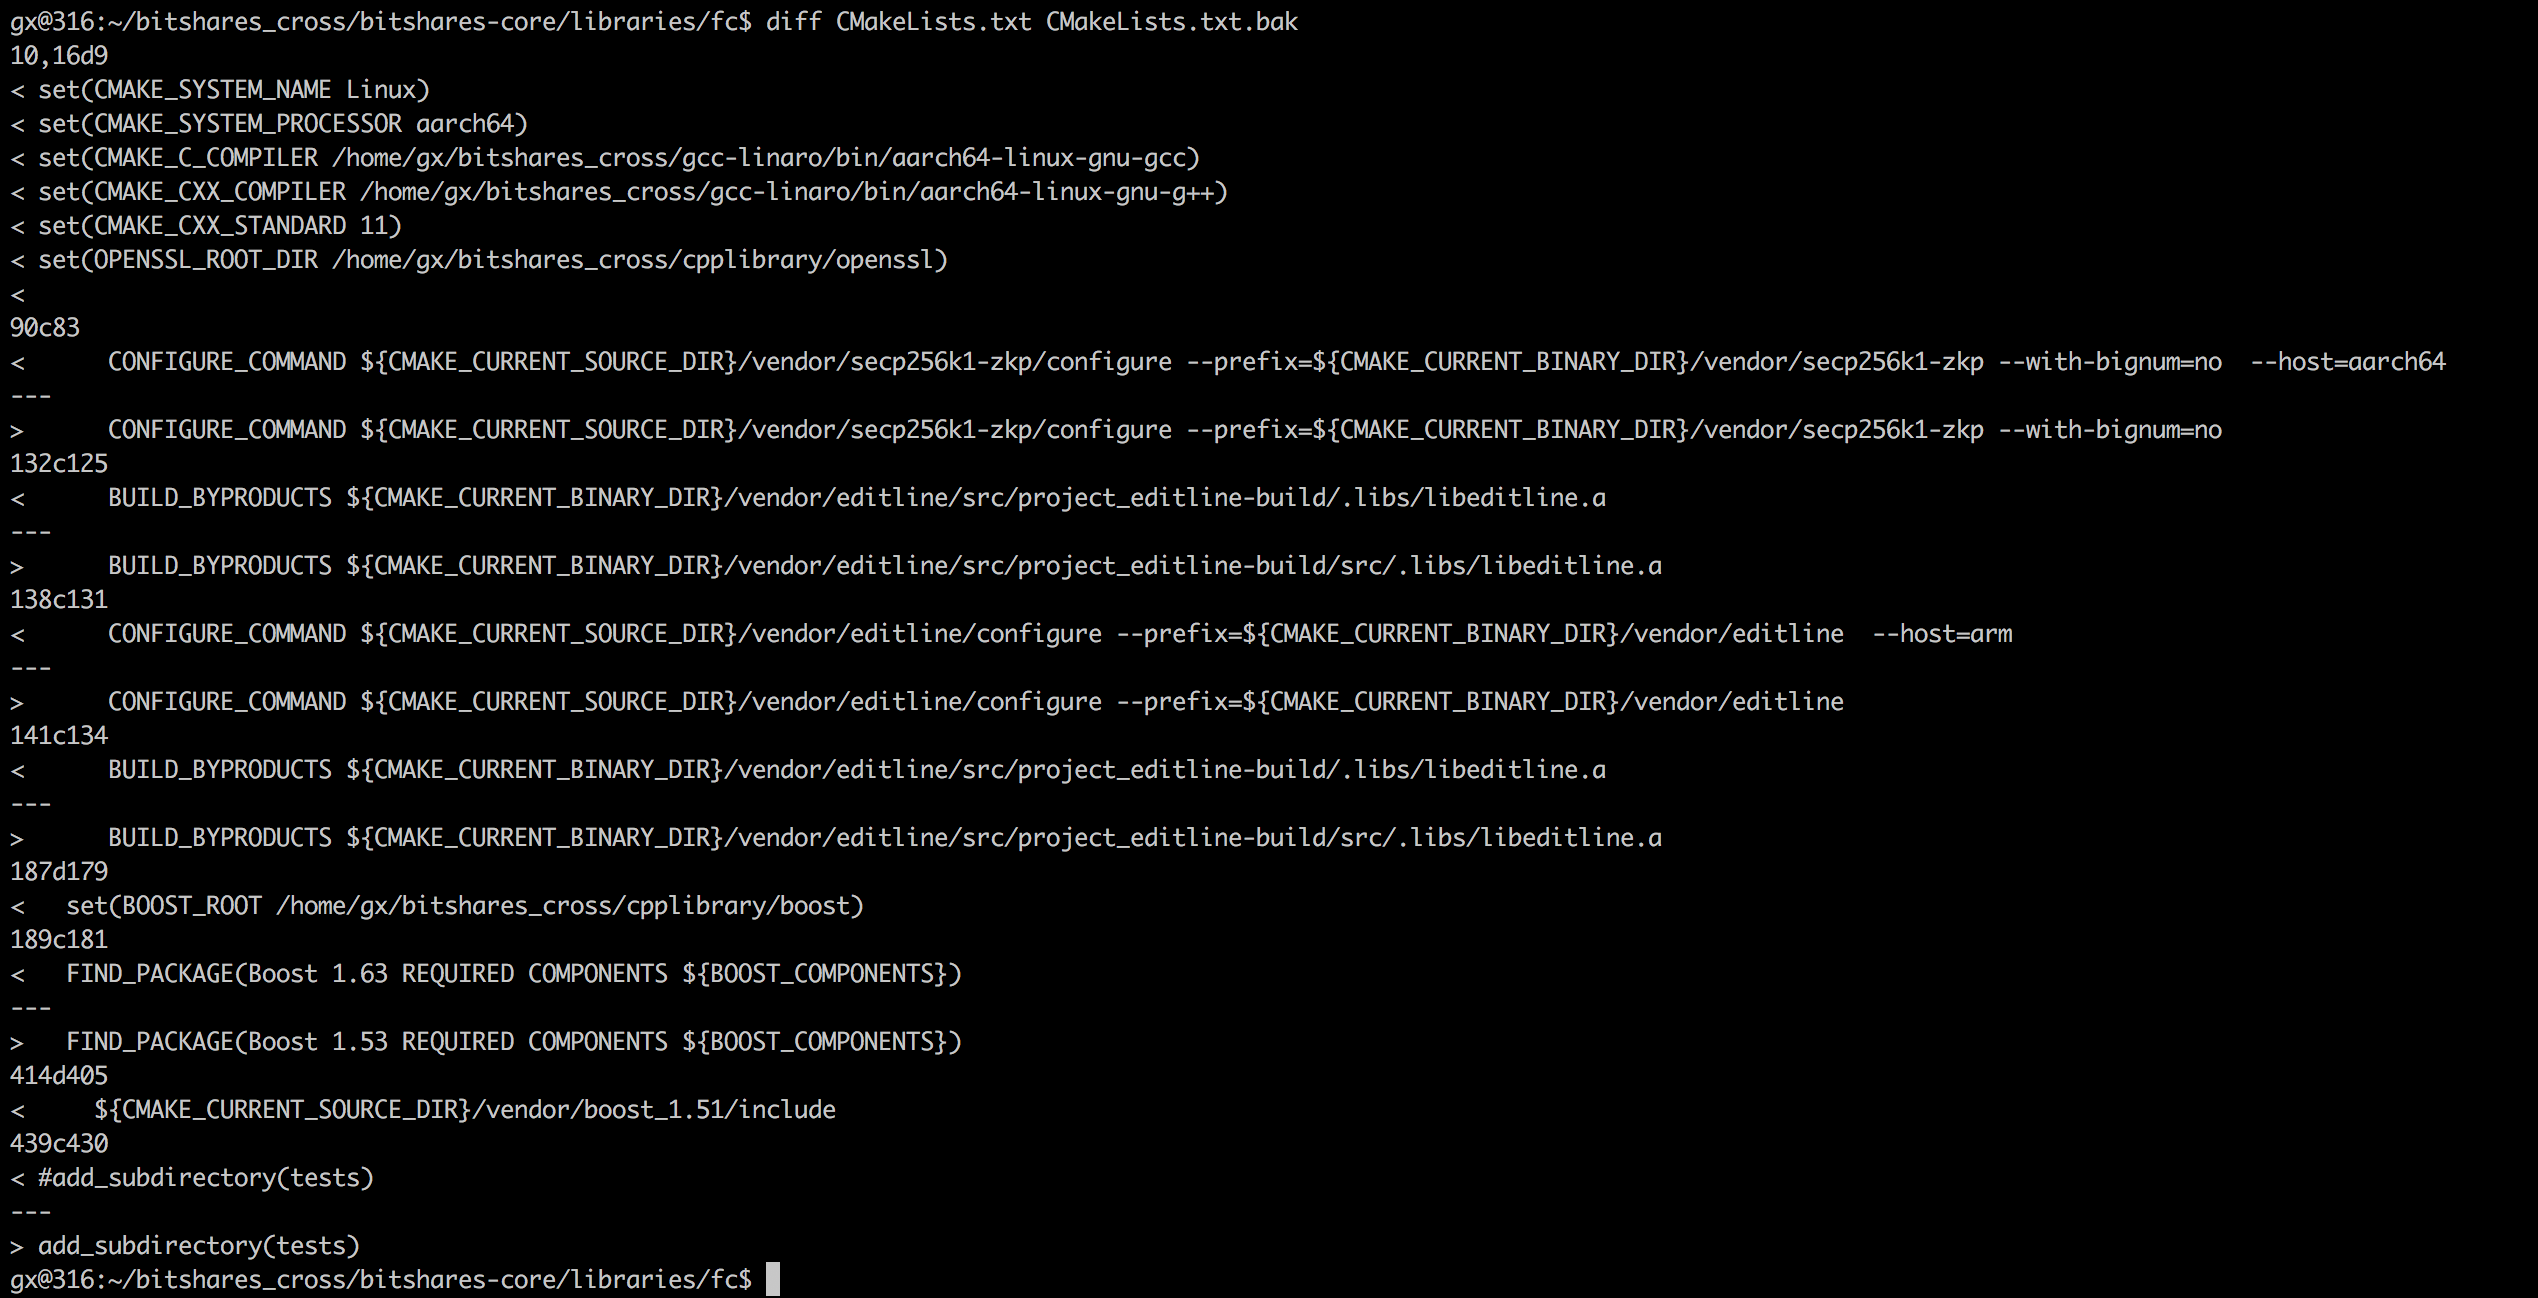 gx@316:~/bitshares_cross/bitshares-core/libraries/fc$ diff CMakeLists.txt CMakeLists.txt.bak
10,16d9
< set(CMAKE_SYSTEM_NAME Linux)
< set(CMAKE_SYSTEM_PROCESSOR aarch64)
< set(CMAKE_C_COMPILER /home/gx/bitshares_cross/gcc-linaro/bin/aarch64-linux-gnu-gcc)
< set(CMAKE_CXX_COMPILER /home/gx/bitshares_cross/gcc-linaro/bin/aarch64-linux-gnu-g++)
< set(CMAKE_CXX_STANDARD 11)
< set(OPENSSL_ROOT_DIR /home/gx/bitshares_cross/cpplibrary/openssl)
<
90c83
<      CONFIGURE_COMMAND ${CMAKE_CURRENT_SOURCE_DIR}/vendor/secp256k1-zkp/configure --prefix=${CMAKE_CURRENT_BINARY_DIR}/vendor/secp256k1-zkp --with-bignum=no  --host=aarch64
---
>      CONFIGURE_COMMAND ${CMAKE_CURRENT_SOURCE_DIR}/vendor/secp256k1-zkp/configure --prefix=${CMAKE_CURRENT_BINARY_DIR}/vendor/secp256k1-zkp --with-bignum=no
132c125
<      BUILD_BYPRODUCTS ${CMAKE_CURRENT_BINARY_DIR}/vendor/editline/src/project_editline-build/.libs/libeditline.a
---
>      BUILD_BYPRODUCTS ${CMAKE_CURRENT_BINARY_DIR}/vendor/editline/src/project_editline-build/src/.libs/libeditline.a
138c131
<      CONFIGURE_COMMAND ${CMAKE_CURRENT_SOURCE_DIR}/vendor/editline/configure --prefix=${CMAKE_CURRENT_BINARY_DIR}/vendor/editline  --host=arm
---
>      CONFIGURE_COMMAND ${CMAKE_CURRENT_SOURCE_DIR}/vendor/editline/configure --prefix=${CMAKE_CURRENT_BINARY_DIR}/vendor/editline
141c134
<      BUILD_BYPRODUCTS ${CMAKE_CURRENT_BINARY_DIR}/vendor/editline/src/project_editline-build/.libs/libeditline.a
---
>      BUILD_BYPRODUCTS ${CMAKE_CURRENT_BINARY_DIR}/vendor/editline/src/project_editline-build/src/.libs/libeditline.a
187d179
<   set(BOOST_ROOT /home/gx/bitshares_cross/cpplibrary/boost)
189c181
<   FIND_PACKAGE(Boost 1.63 REQUIRED COMPONENTS ${BOOST_COMPONENTS})
---
>   FIND_PACKAGE(Boost 1.53 REQUIRED COMPONENTS ${BOOST_COMPONENTS})
414d405
<     ${CMAKE_CURRENT_SOURCE_DIR}/vendor/boost_1.51/include
439c430
< #add_subdirectory(tests)
---
> add_subdirectory(tests)
gx@316:~/bitshares_cross/bitshares-core/libraries/fc$